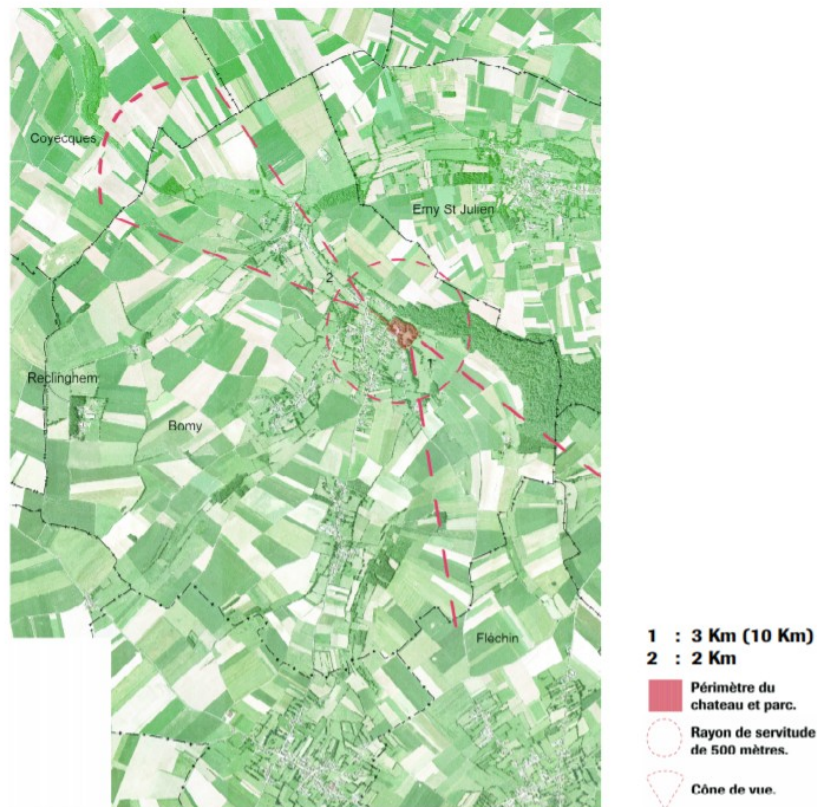 Coyecques
Erny St Julien
2
1
Reclinghem
Bomy
Fléchin
1 : 3 Km (10 Km)
2 : 2 Km
Périmètre du
chateau et parc.
Rayon de servitude
de 500 mètres.
Cône de vue.